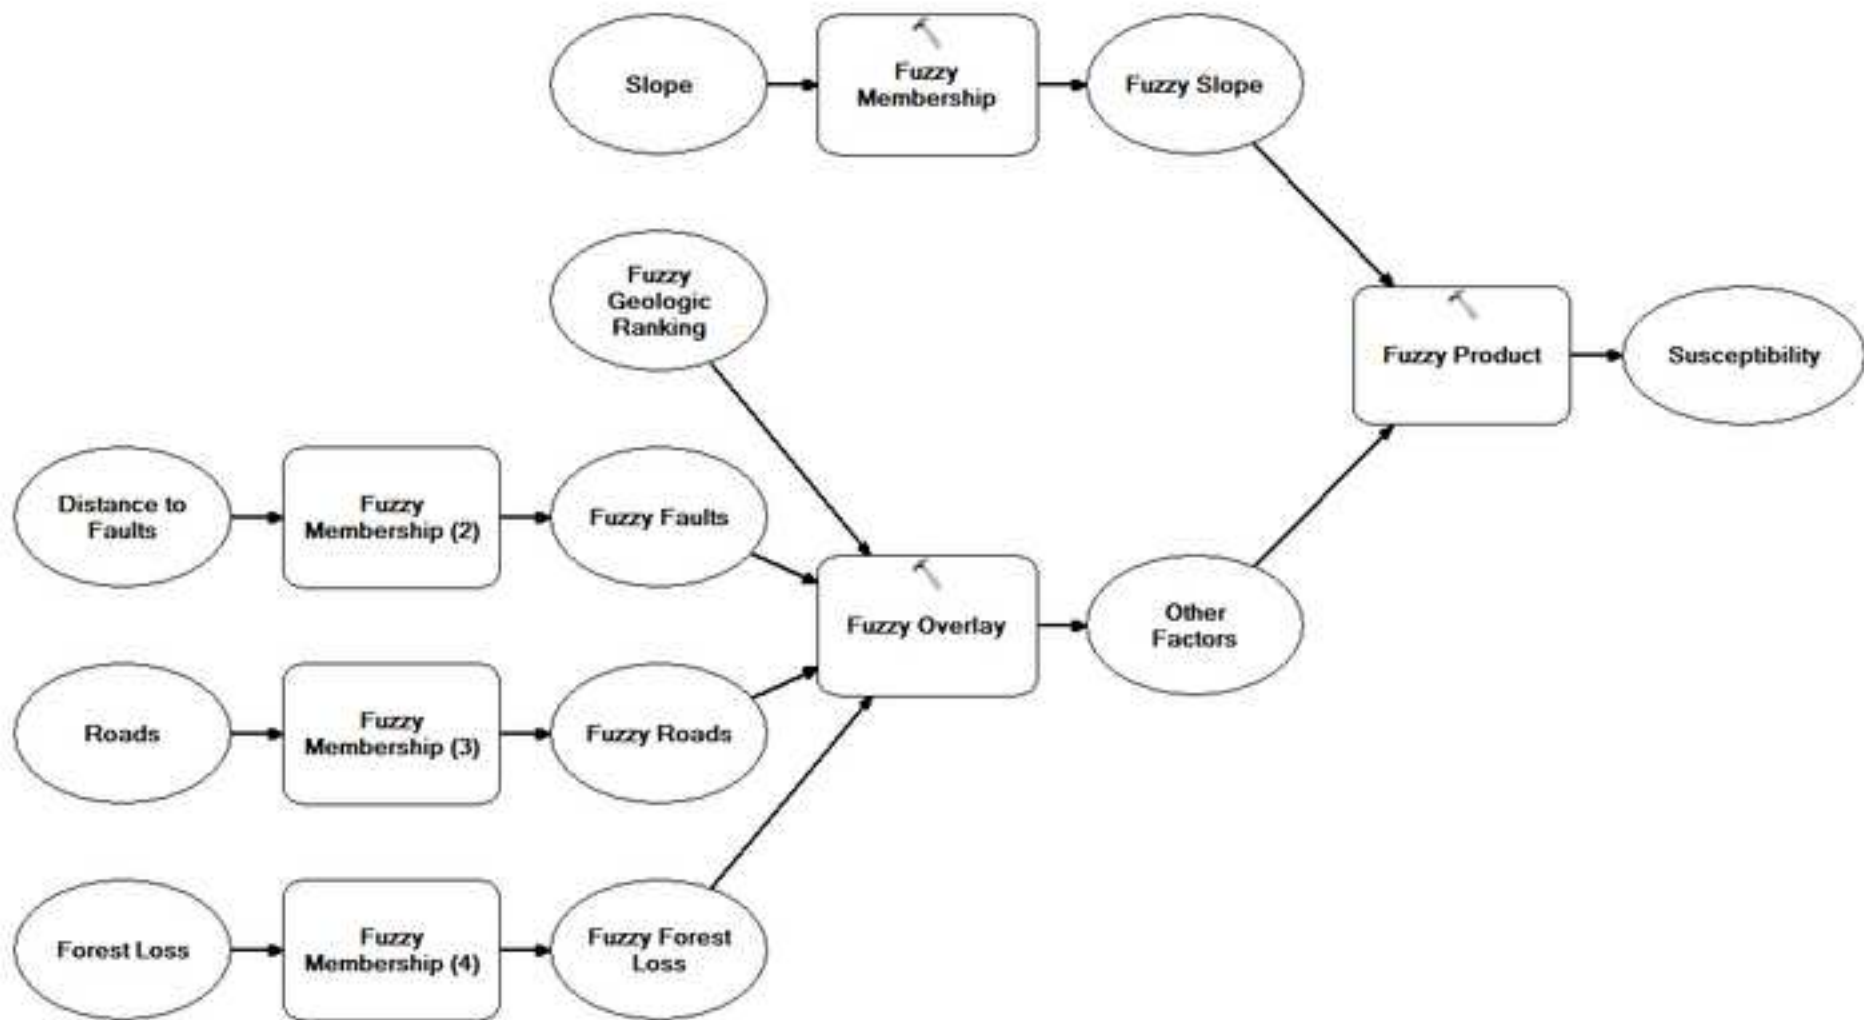 Slope
Fuzzy
Membership
Fuzzy Slope
Fuzzy
Geologic
Ranking
Fuzzy Product
Susceptibility
Distance to
Faults
Fuzzy
Membership (2)
Fuzzy Faults
Fuzzy Overlay
Other
Factors
Roads
Fuzzy
Membership (3)
Fuzzy Roads
Forest Loss
Fuzzy
Membership (4)
Fuzzy Forest
Loss